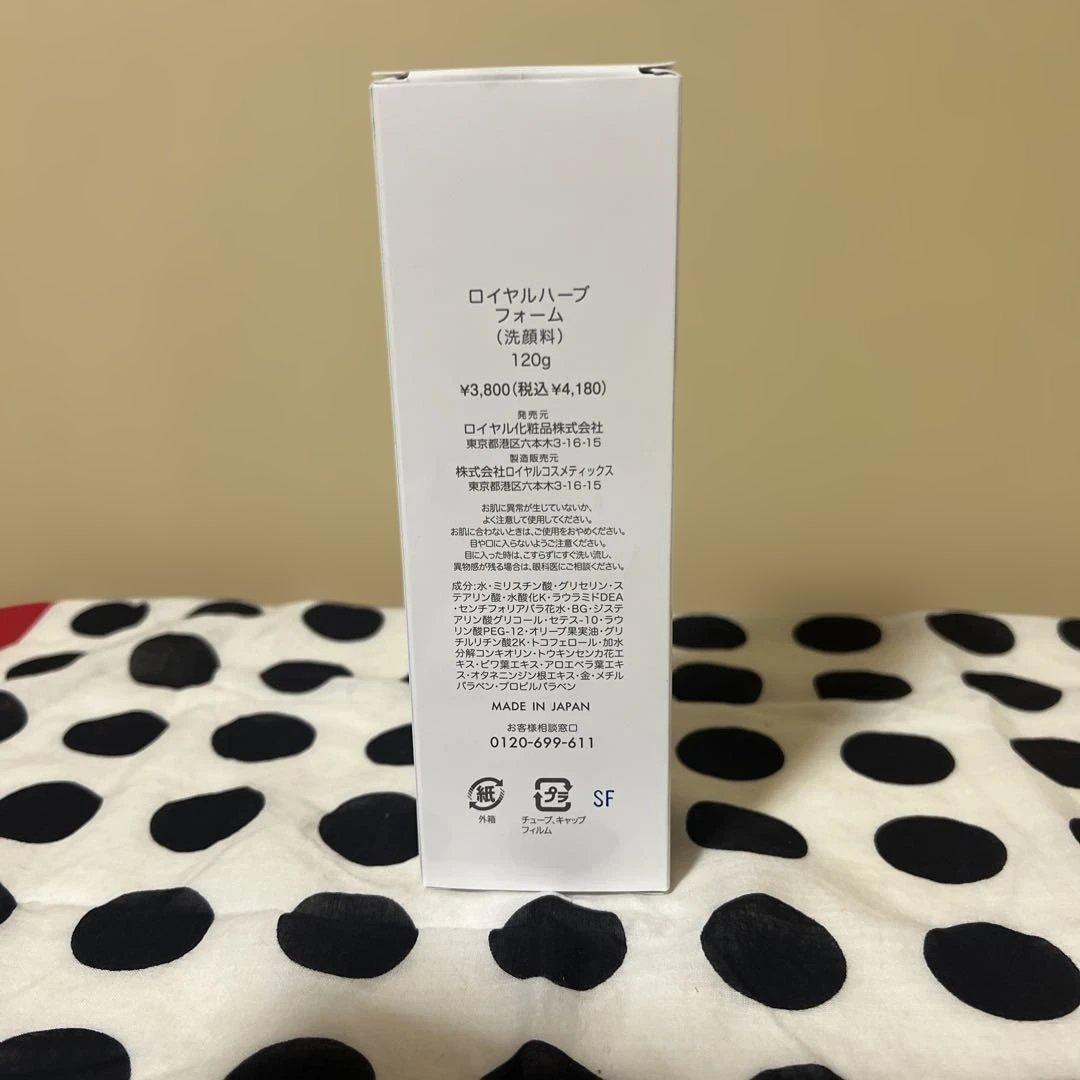 ロイヤルハーブ
フォーム
(洗顔料)
120g
¥3,800(税込¥4,180)
発売元
ロイヤル化粧品株式会社
東京都港区六本木3-16-15
製造販売元
株式会社ロイヤルコスメティックス
東京都港区六本木3-16-15
お肌に異常が生じていないか、
よく注意して使用してください。
お肌に合わないときは、ご使用をおやめください。
目や口に入らないようご注意ください。
目に入った時は、こすらずにすぐ洗い流し、
異物感が残る場合は、眼科医にご相談ください。
成分:水・ミリスチン酸・グリセリン・ス
テアリン酸・水酸化K・ラウラミドDEA
・センチフォリアバラ花水・BG・ジステ
アリン酸グリコール・セテス-10・ラウ
リン酸PEG-12・オリーブ果実油・グリ
チルリチン酸2K・トコフェロール・加水
分解コンキオリン・トウキンセンカ花エ
キス・ビワ葉エキス・アロエベラ葉エキ
ス・オタネニンジン根エキス・金・メチル
パラベン・プロピルパラベン
MADE IN JAPAN
お客様相談窓口
0120-699-611
紙
外箱
プラ
チューブ、キャップ
フィルム
SF